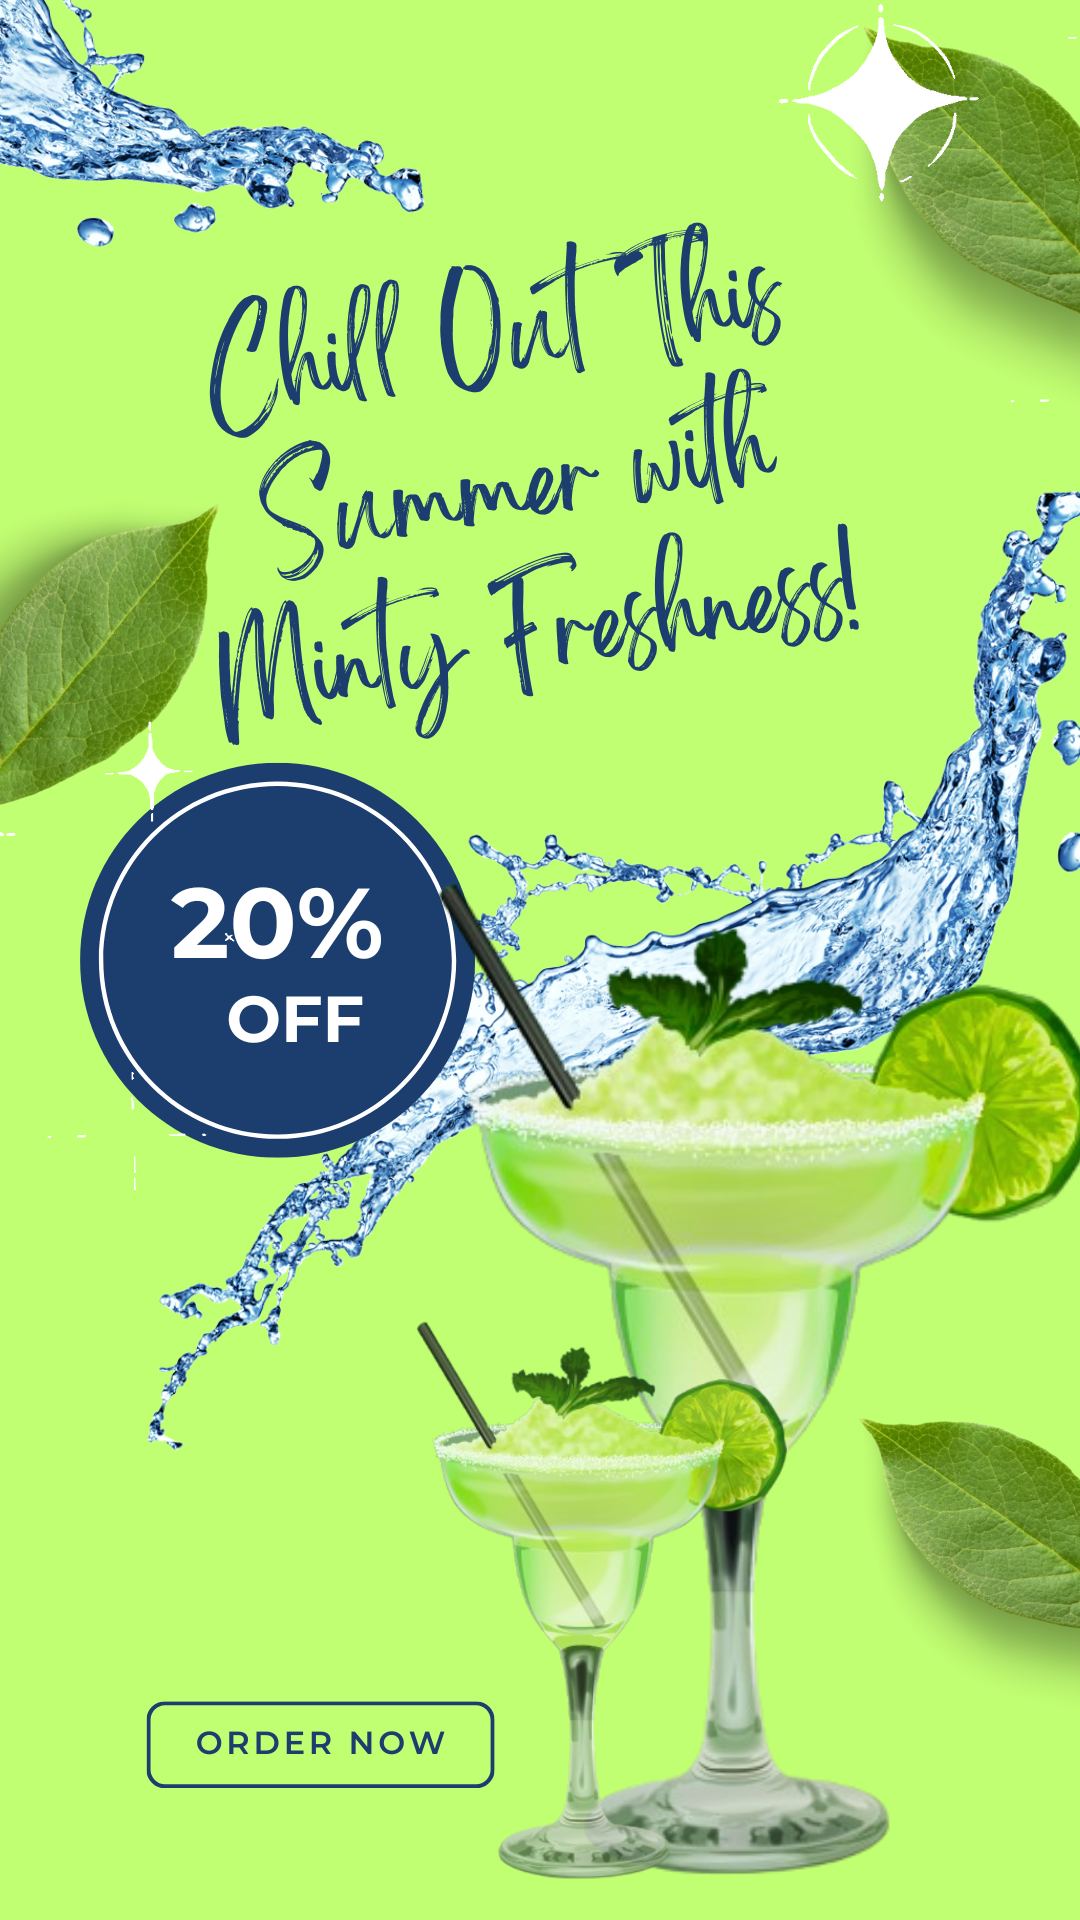 Chill Out This
Summer with
Minty Freshness!
20%
OFF
ORDER NOW